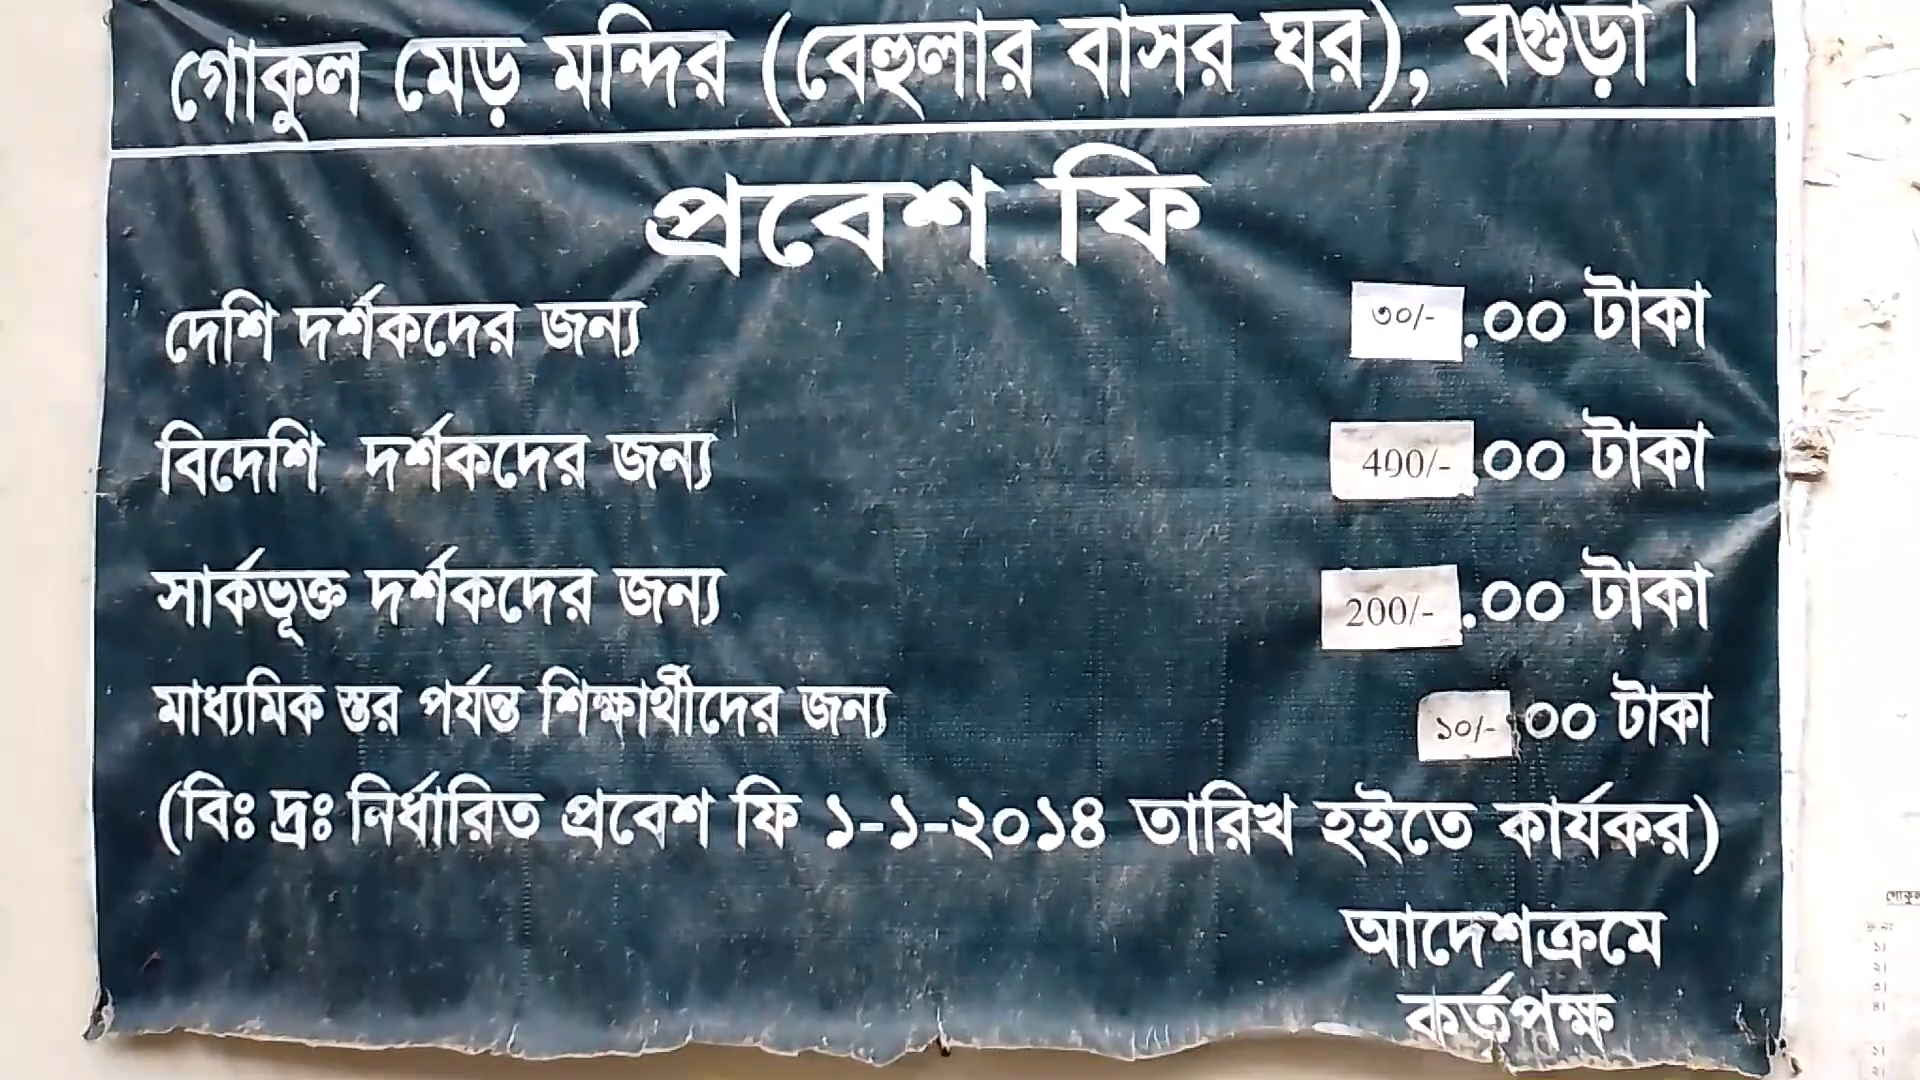 গোকুল মেড় মন্দির (বেহুলার বাসর ঘর), বগুড়া।
প্রবেশ ফি
দেশি দর্শকদের জন্য ৩০/- .০০ টাকা
বিদেশি দর্শকদের জন্য 400/- .০০ টাকা
সার্কভূক্ত দর্শকদের জন্য 200/- .০০ টাকা
মাধ্যমিক স্তর পর্যন্ত শিক্ষার্থীদের জন্য ১০/- ০০ টাকা
(বিঃ দ্রঃ নির্ধারিত প্রবেশ ফি ১-১-২০১৪ তারিখ হইতে কার্যকর)
আদেশক্রমে
কর্তৃপক্ষ